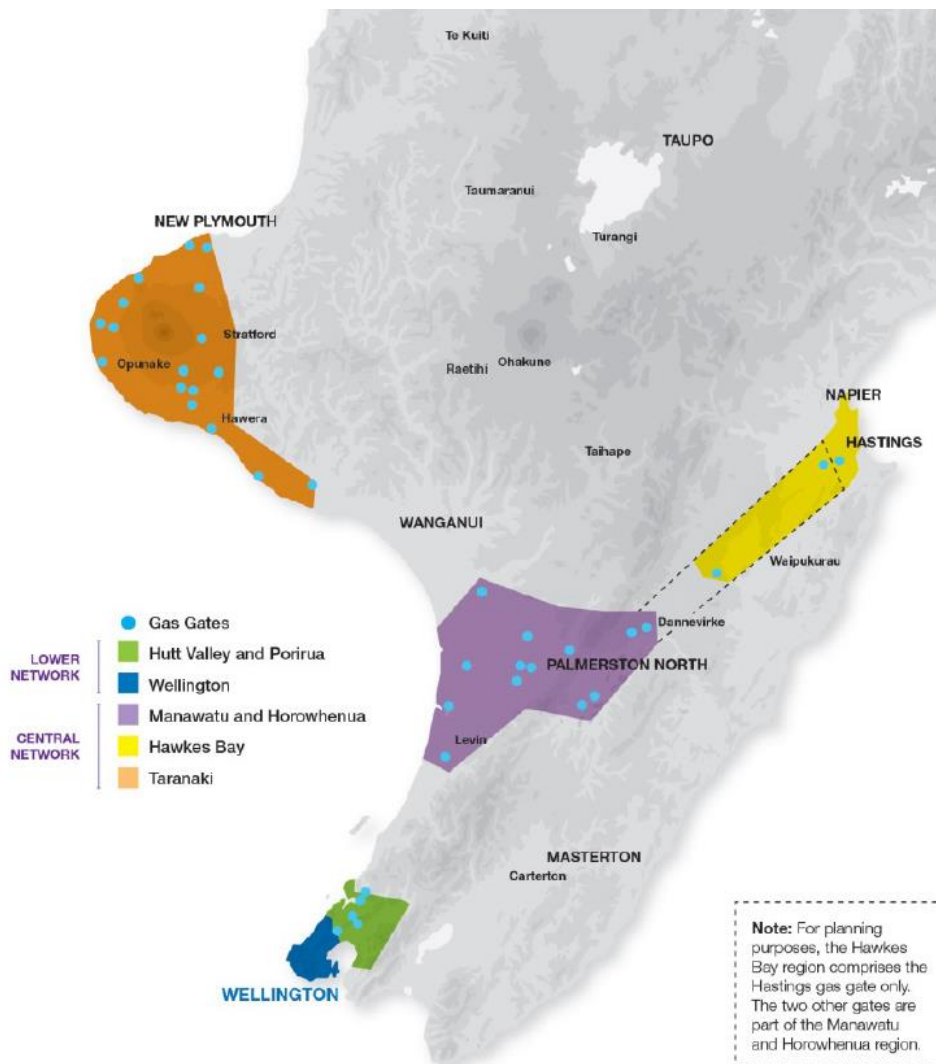 Te Kuiti
TAUPO
Taumaranui
NEW PLYMOUTH
Turangi
Stratford
Opunake
Raetihi
Ohakune
Hawera
NAPIER
HASTINGS
Taihape
WANGANUI
Waipukurau
Dannevirke
PALMERSTON NORTH
Levin
Gas Gates
LOWER
NETWORK
Hutt Valley and Porirua
Wellington
CENTRAL
NETWORK
Manawatu and Horowhenua
Hawkes Bay
Taranaki
MASTERTON
Carterton
WELLINGTON
Note: For planning
purposes, the Hawkes
Bay region comprises the
Hastings gas gate only.
The two other gates are
part of the Manawatu
and Horowenua region.